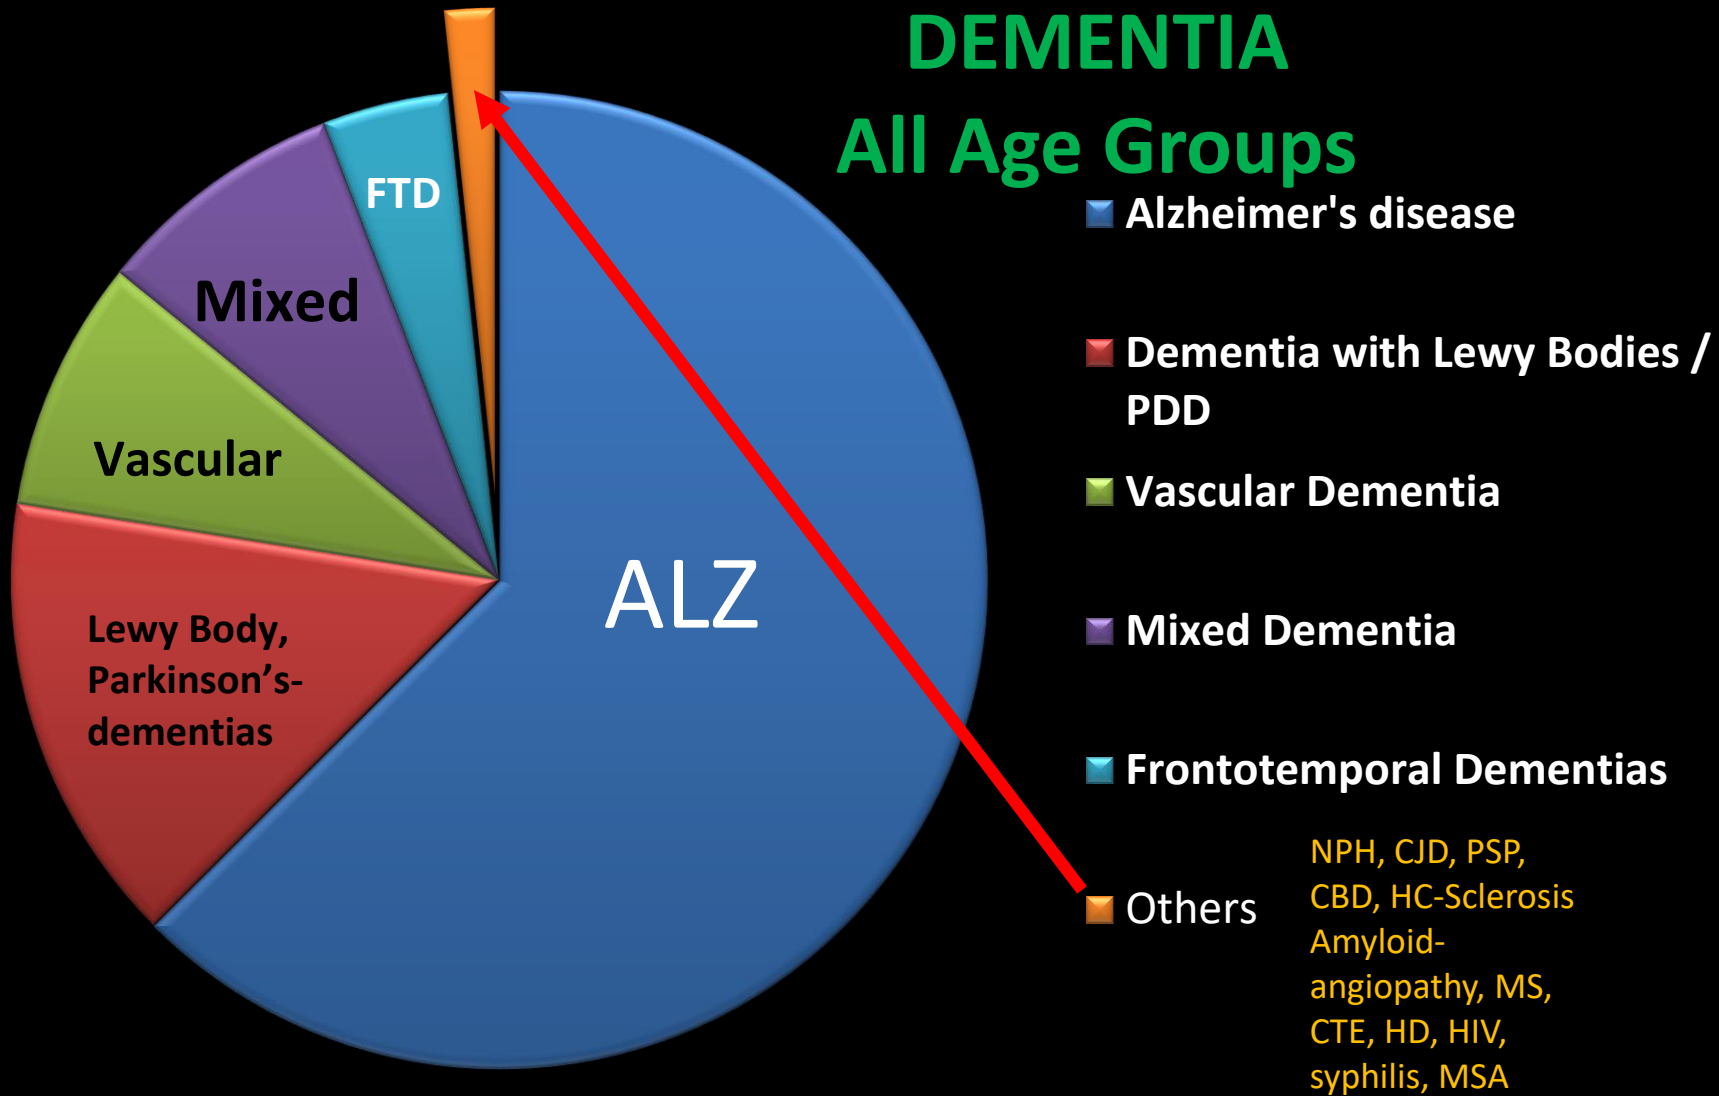 DEMENTIA
All Age Groups
FTD
Mixed
Vascular
Lewy Body,
Parkinson’s-
dementias
ALZ
Alzheimer's disease
Dementia with Lewy Bodies /
PDD
Vascular Dementia
Mixed Dementia
Frontotemporal Dementias
Others
NPH, CJD, PSP,
CBD, HC-Sclerosis
Amyloid-
angiopathy, MS,
CTE, HD, HIV,
syphilis, MSA